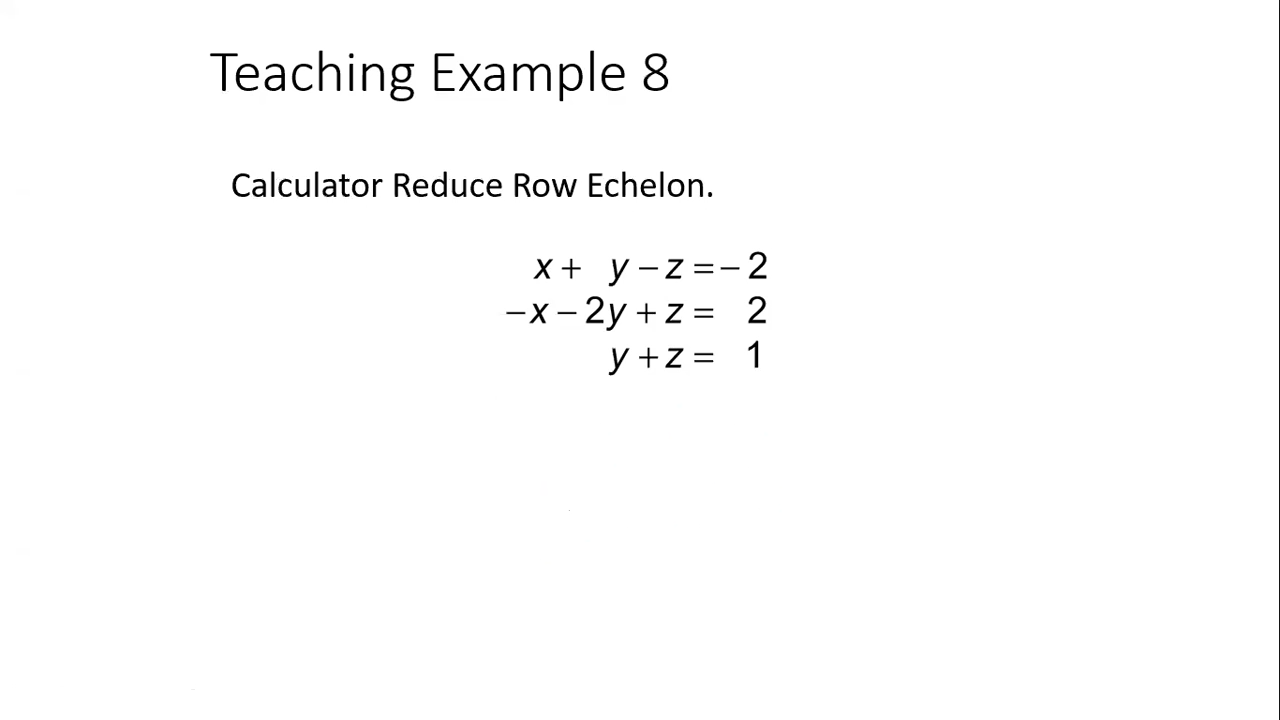 Teaching Example 8
Calculator Reduce Row Echelon.
x + y − z = − 2
−x − 2y + z = 2
y + z = 1